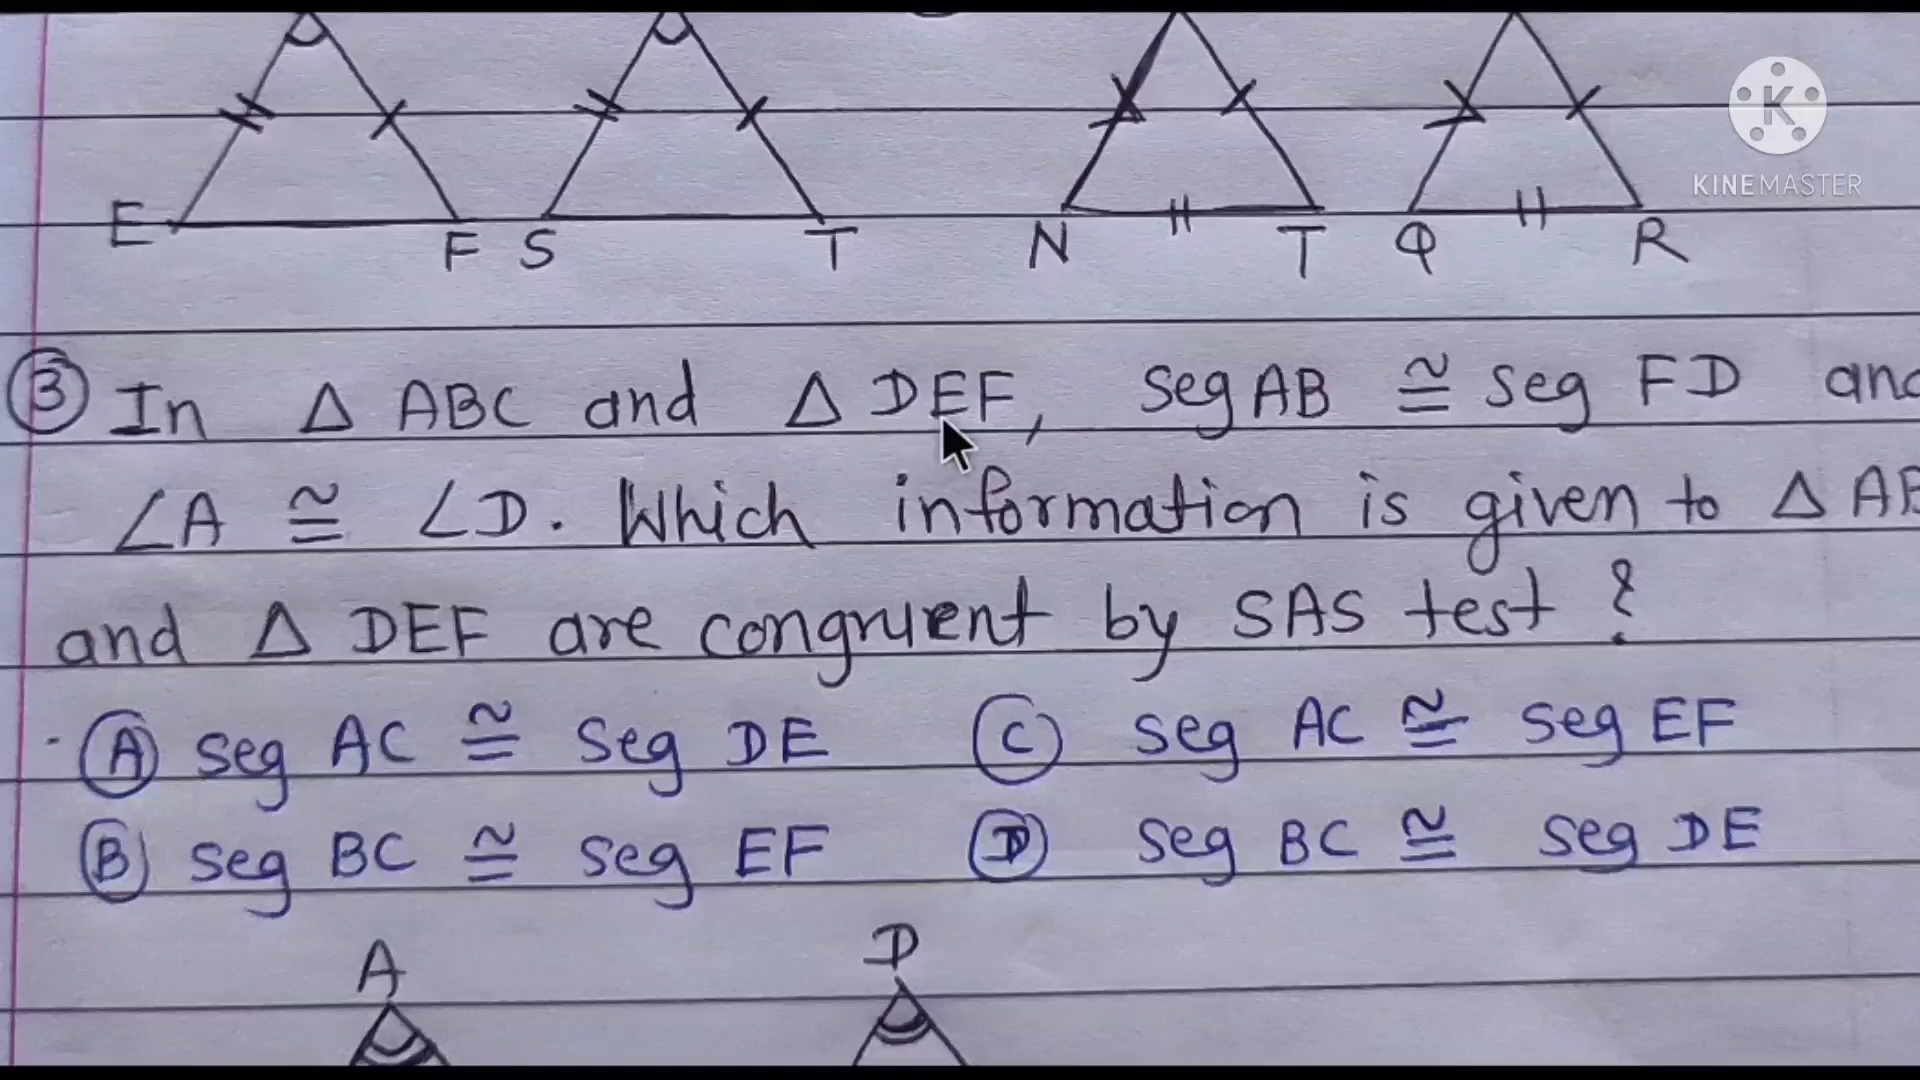 K
KINEMASTER
E F S T N T Q R
③ In △ ABC and △ DEF, seg AB ≅ seg FD and
∠A ≅ ∠D. Which information is given to △ AB
and △ DEF are congruent by SAS test ?
Ⓐ seg AC ≅ seg DE Ⓒ seg AC ≅ seg EF
Ⓑ seg BC ≅ seg EF Ⓓ seg BC ≅ seg DE
A D